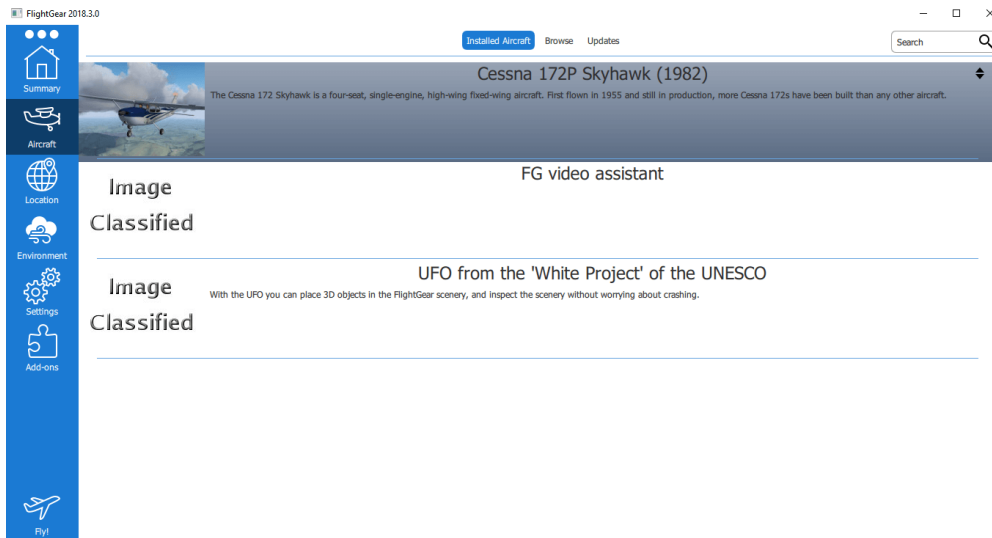 FlightGear 2018.3.0
Installed Aircraft
Browse
Updates
Search
Summary
Aircraft
Location
Environment
Settings
Add-ons
Fly!
Cessna 172P Skyhawk (1982)
The Cessna 172 Skyhawk is a four-seat, single-engine, high-wing fixed-wing aircraft. First flown in 1955 and still in production, more Cessna 172s have been built than any other aircraft.
Image
Classified
FG video assistant
Image
Classified
UFO from the 'White Project' of the UNESCO
With the UFO you can place 3D objects in the FlightGear scenery, and inspect the scenery without worrying about crashing.